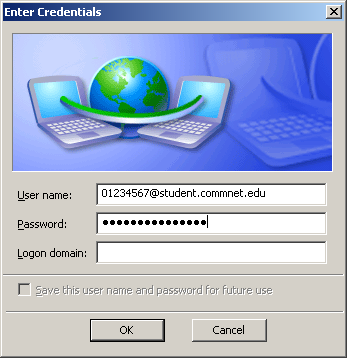 Enter Credentials
User name:
01234567@student.commnet.edu
Password:
●●●●●●●●●●●●●●●
Logon domain:
Save this user name and password for future use
OK
Cancel